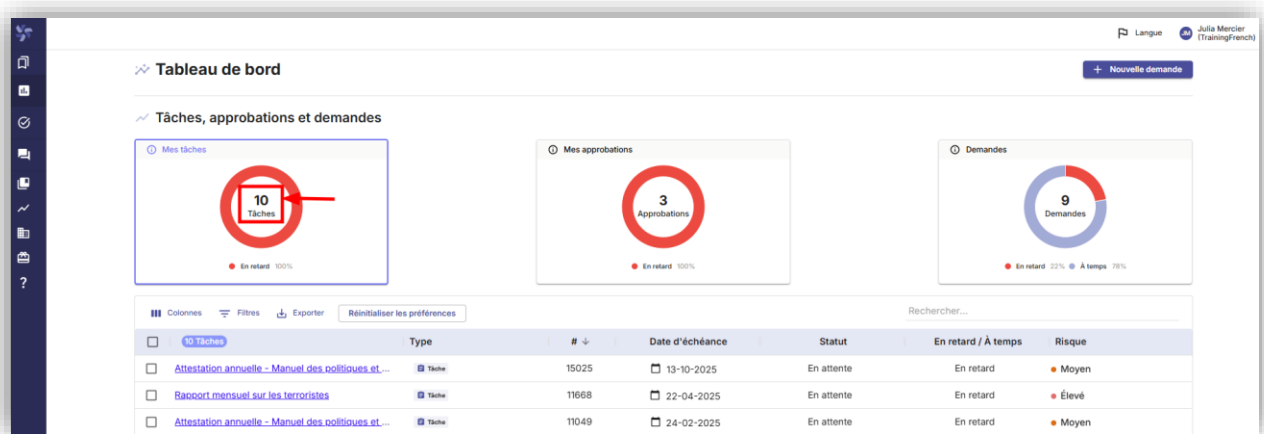 Langue
JM
Julia Mercier
(TrainingFrench)
Tableau de bord
+ Nouvelle demande
Tâches, approbations et demandes
Mes tâches
10
Tâches
En retard 100%
Mes approbations
3
Approbations
En retard 100%
Demandes
9
Demandes
En retard 22% À temps 78%
Colonnes Filtres Exporter Réinitialiser les préférences Rechercher...
10 Tâches Type # Date d'échéance Statut En retard / À temps Risque
Attestation annuelle - Manuel des politiques et ... Tâche 15025 13-10-2025 En attente En retard Moyen
Rapport mensuel sur les terroristes Tâche 11668 22-04-2025 En attente En retard Élevé
Attestation annuelle - Manuel des politiques et ... Tâche 11049 24-02-2025 En attente En retard Moyen
?